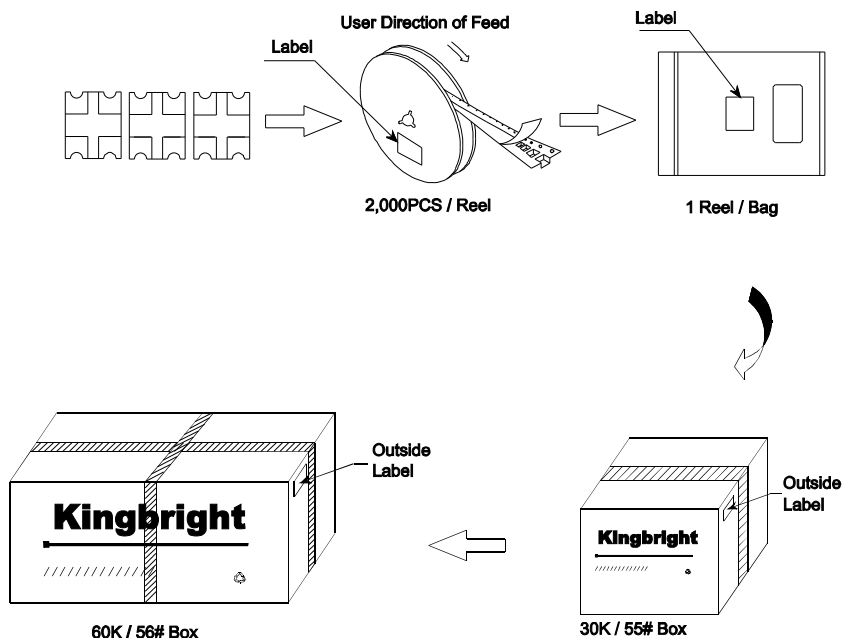 User Direction of Feed
Label
Label
2,000PCS / Reel
1 Reel / Bag
Outside
Label
Kingbright
60K / 56# Box
Outside
Label
Kingbright
30K / 55# Box